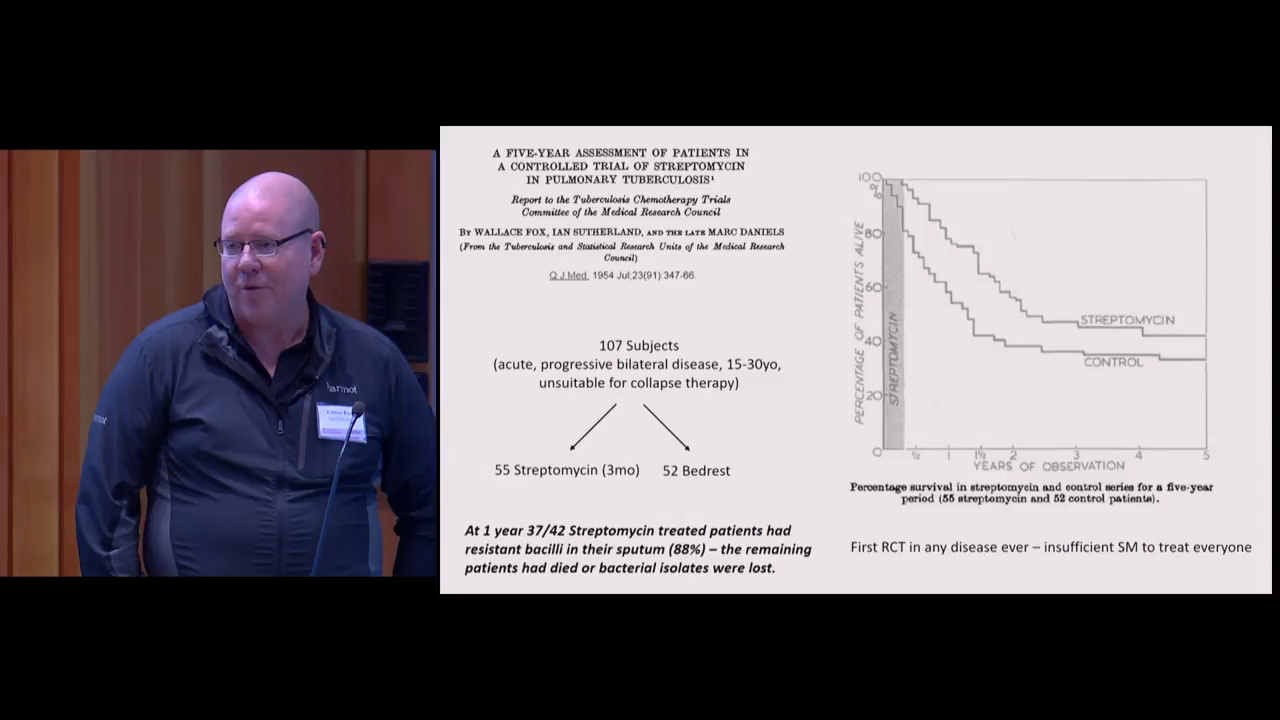 A FIVE-YEAR ASSESSMENT OF PATIENTS IN
A CONTROLLED TRIAL OF STREPTOMYCIN
IN PULMONARY TUBERCULOSIS¹
Report to the Tuberculosis Chemotherapy Trials
Committee of the Medical Research Council
BY WALLACE FOX, IAN SUTHERLAND, AND THE LATE MARC DANIELS
(From the Tuberculosis and Statistical Research Units of the Medical Research
Council)
Q J Med. 1954 Jul;23(91) 347-66.
107 Subjects
(acute, progressive bilateral disease, 15-30yo,
unsuitable for collapse therapy)
55 Streptomycin (3mo)
52 Bedrest
At 1 year 37/42 Streptomycin treated patients had
resistant bacilli in their sputum (88%) – the remaining
patients had died or bacterial isolates were lost.
PERCENTAGE OF PATIENTS ALIVE
100
%
80
60
40
20
0
STREPTOMYCIN
STREPTOMYCIN
CONTROL
½ 1 1½ 2 3 4 5
YEARS OF OBSERVATION
Percentage survival in streptomycin and control series for a five-year
period (55 streptomycin and 52 control patients).
First RCT in any disease ever – insufficient SM to treat everyone